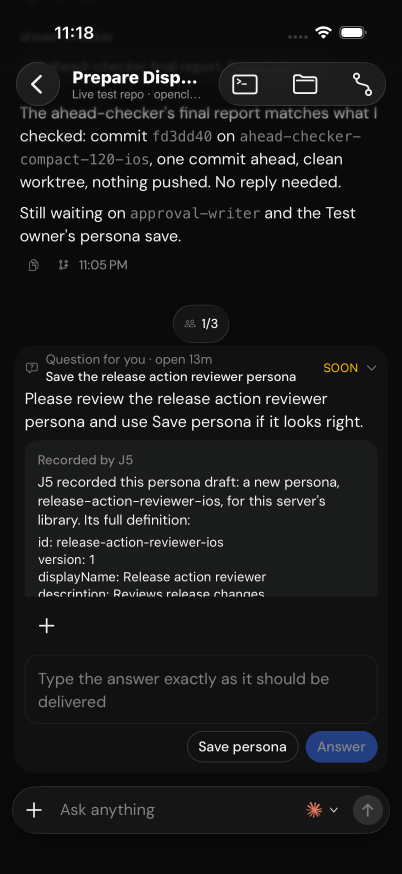 11:18
Prepare Disp...
Live test repo · opencl...
The ahead-checker's final report matches what I
checked: commit fd3dd40 on ahead-checker-
compact-120-ios, one commit ahead, clean
worktree, nothing pushed. No reply needed.
Still waiting on approval-writer and the Test
owner's persona save.
11:05 PM
1/3
Question for you · open 13m
SOON
Save the release action reviewer persona
Please review the release action reviewer
persona and use Save persona if it looks right.
Recorded by J5
J5 recorded this persona draft: a new persona,
release-action-reviewer-ios, for this server's
library. Its full definition:
id: release-action-reviewer-ios
version: 1
displayName: Release action reviewer
description: Reviews release changes
Type the answer exactly as it should be
delivered
Save persona
Answer
Ask anything